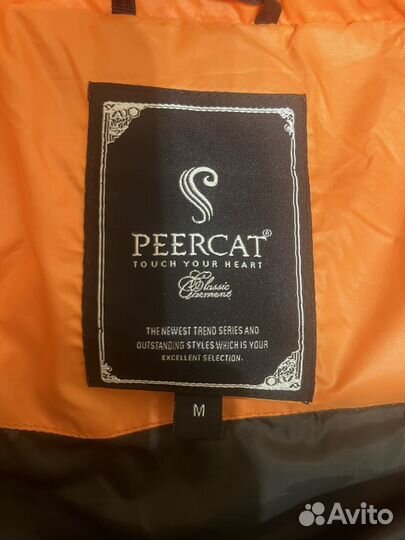 PEERCAT®
TOUCH YOUR HEART
Classic
Garment
THE NEWEST TREND SERIES AND
OUTSTANDING STYLES WHICH IS YOUR
EXCELLENT SELECTION.
M
Avito